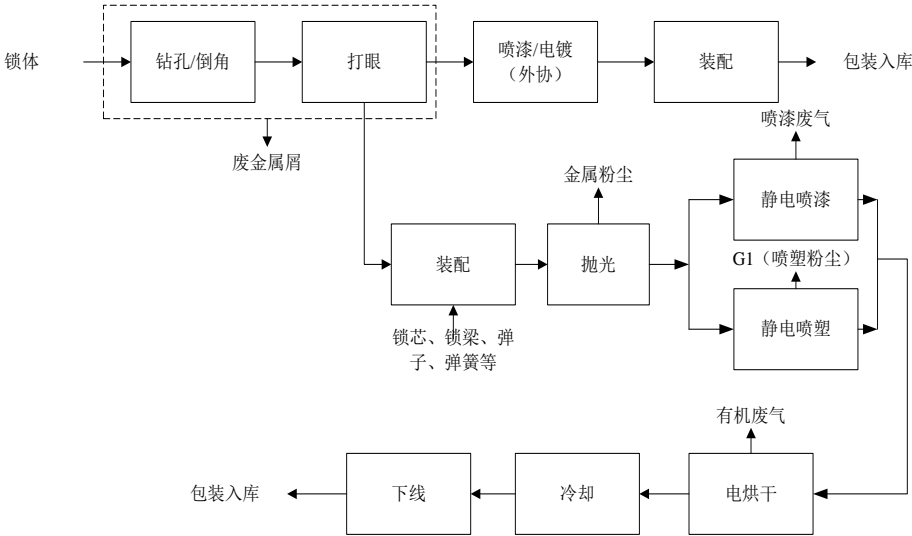 锁体
钻孔/倒角
打眼
喷漆/电镀
（外协）
装配
包装入库
废金属屑
喷漆废气
金属粉尘
静电喷漆
装配
抛光
G1（喷塑粉尘）
静电喷塑
锁芯、锁梁、弹
子、弹簧等
有机废气
包装入库
下线
冷却
电烘干